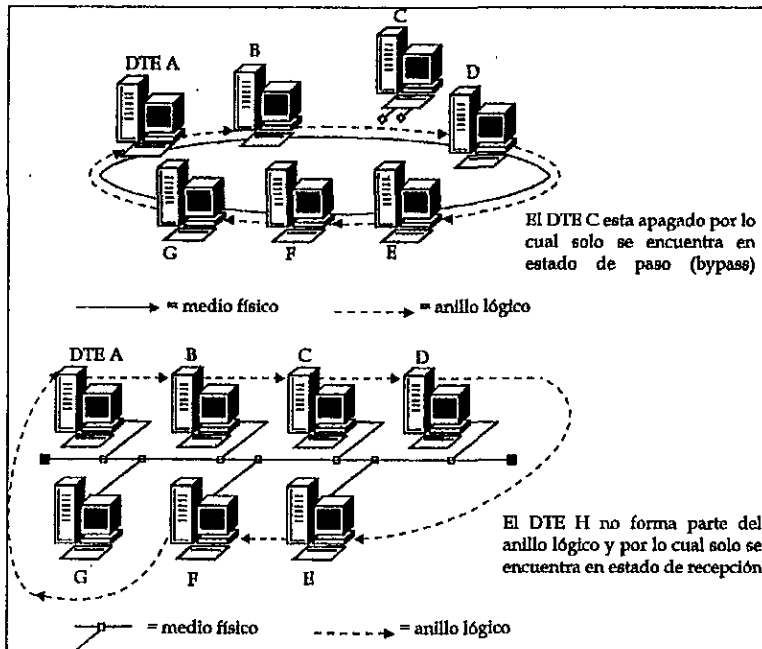 C
B
DTE A
D
G
F
E
El DTE C esta apagado por lo
cual solo se encuentra en
estado de paso (bypass)
= medio físico
= anillo lógico
DTE A
B
C
D
G
F
E
El DTE H no forma parte del
anillo lógico y por lo cual solo se
encuentra en estado de recepción
= medio físico
= anillo lógico